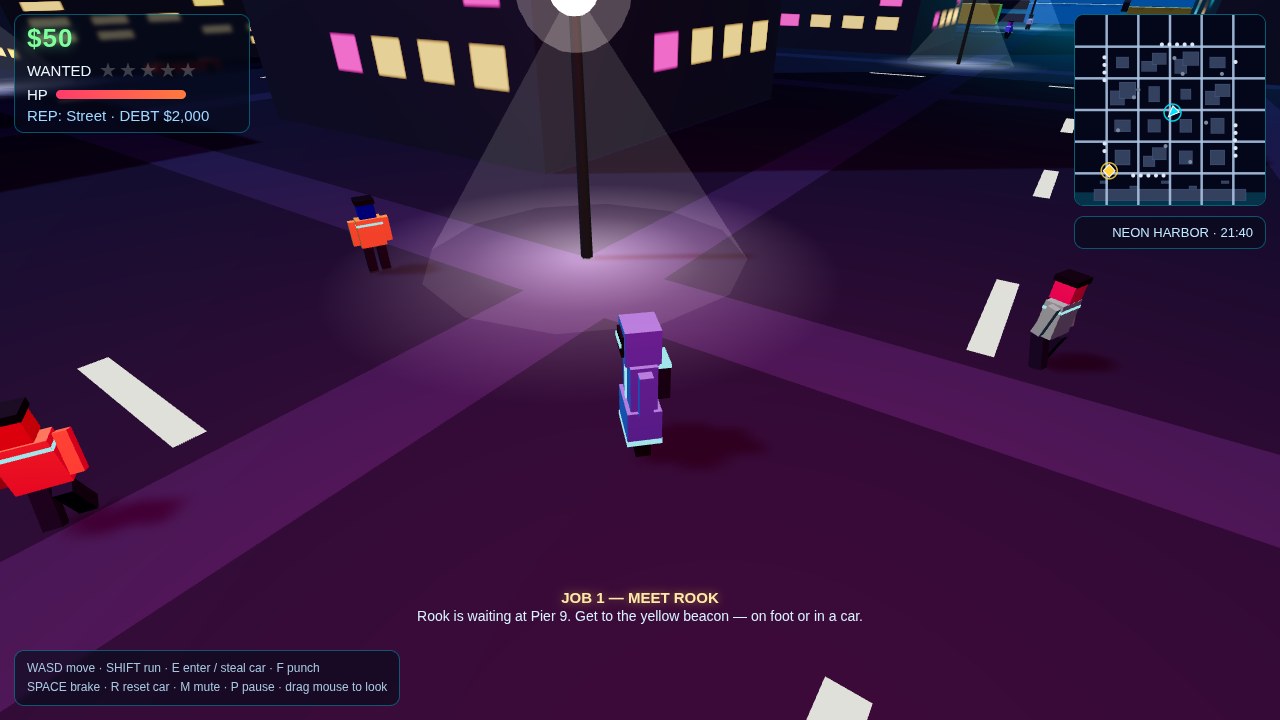 $50
WANTED ★★★★★
HP
REP: Street · DEBT $2,000
NEON HARBOR · 21:40
JOB 1 — MEET ROOK
Rook is waiting at Pier 9. Get to the yellow beacon — on foot or in a car.
WASD move · SHIFT run · E enter / steal car · F punch
SPACE brake · R reset car · M mute · P pause · drag mouse to look